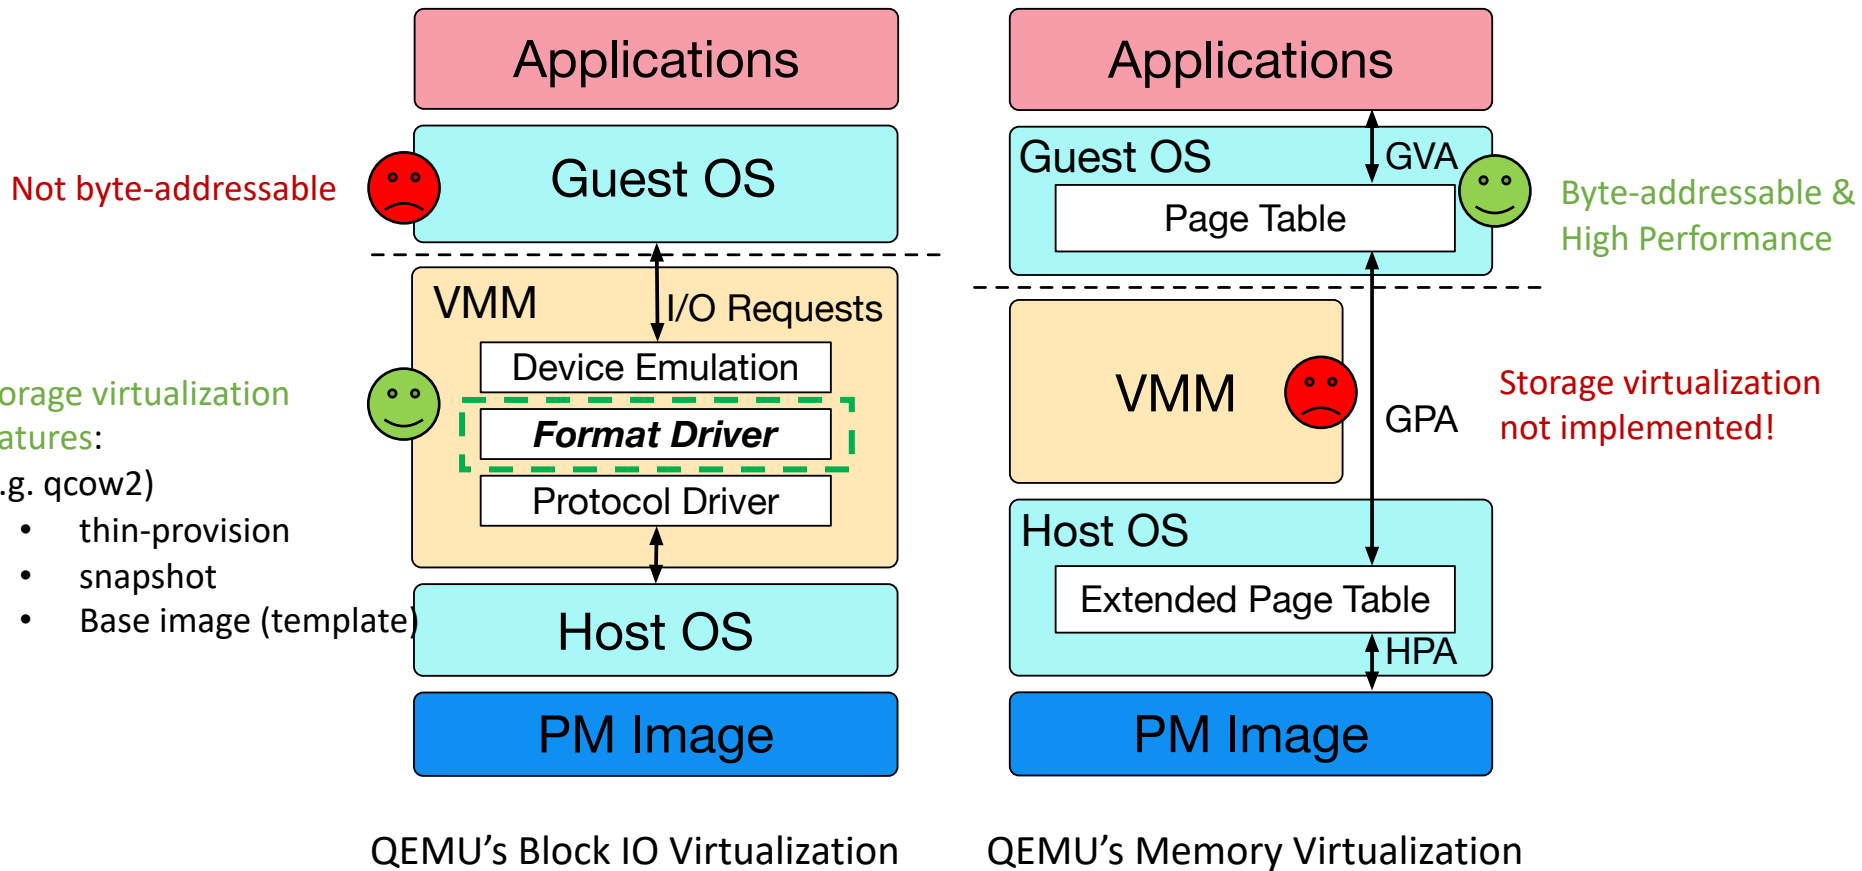 Applications
Guest OS
Not byte-addressable
VMM
I/O Requests
Device Emulation
Format Driver
Protocol Driver
orage virtualization
atures:
.g. qcow2)
• thin-provision
• snapshot
• Base image (template)
Host OS
PM Image
QEMU’s Block IO Virtualization
Applications
Guest OS
GVA
Page Table
Byte-addressable &
High Performance
VMM
GPA
Storage virtualization
not implemented!
Host OS
Extended Page Table
HPA
PM Image
QEMU’s Memory Virtualization